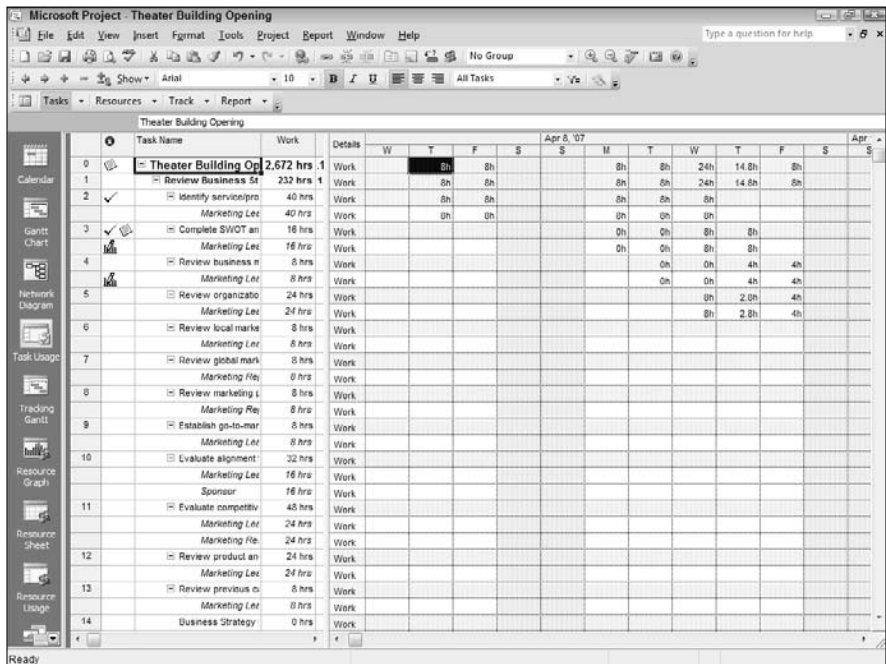 Microsoft Project - Theater Building Opening
File Edit View Insert Format Tools Project Report Window Help Type a question for help
No Group
Show Arial 10 B I U All Tasks
Tasks Resources Track Report
Theater Building Opening
Task Name Work Details Apr 8, '07 Apr
W T F S S M T W T F S S
0 Theater Building Op 2,672 hrs .1 Work 8h 8h 8h 8h 24h 14.8h 8h
1 Review Business St 232 hrs 1 Work 8h 8h 8h 8h 24h 14.8h 8h
2 Identify service/pro 40 hrs Work 8h 8h 8h 8h 8h
Marketing Lea 40 hrs Work 8h 8h 8h 8h 8h
3 Complete SWOT an 16 hrs Work 0h 0h 8h 8h
Marketing Lea 16 hrs Work 0h 0h 8h 8h
4 Review business m 8 hrs Work 0h 0h 4h 4h
Marketing Lea 8 hrs Work 0h 0h 4h 4h
5 Review organizatio 24 hrs Work 8h 2.8h 4h
Marketing Lea 24 hrs Work 8h 2.8h 4h
6 Review local marke 8 hrs Work
Marketing Lea 8 hrs Work
7 Review global mark 8 hrs Work
Marketing Rej 8 hrs Work
8 Review marketing p 8 hrs Work
Marketing Rej 8 hrs Work
9 Establish go-to-mar 8 hrs Work
Marketing Lea 8 hrs Work
10 Evaluate alignment 32 hrs Work
Marketing Lea 16 hrs Work
Sponsor 16 hrs Work
11 Evaluate competitiv 48 hrs Work
Marketing Lea 24 hrs Work
Marketing Re. 24 hrs Work
12 Review product an 24 hrs Work
Marketing Lea 24 hrs Work
13 Review previous 8 hrs Work
Marketing Lea 8 hrs Work
14 Business Strategy 0 hrs Work
Calendar
Gantt
Chart
Network
Diagram
Task Usage
Tracking
Gantt
Resource
Graph
Resource
Sheet
Resource
Usage
Ready